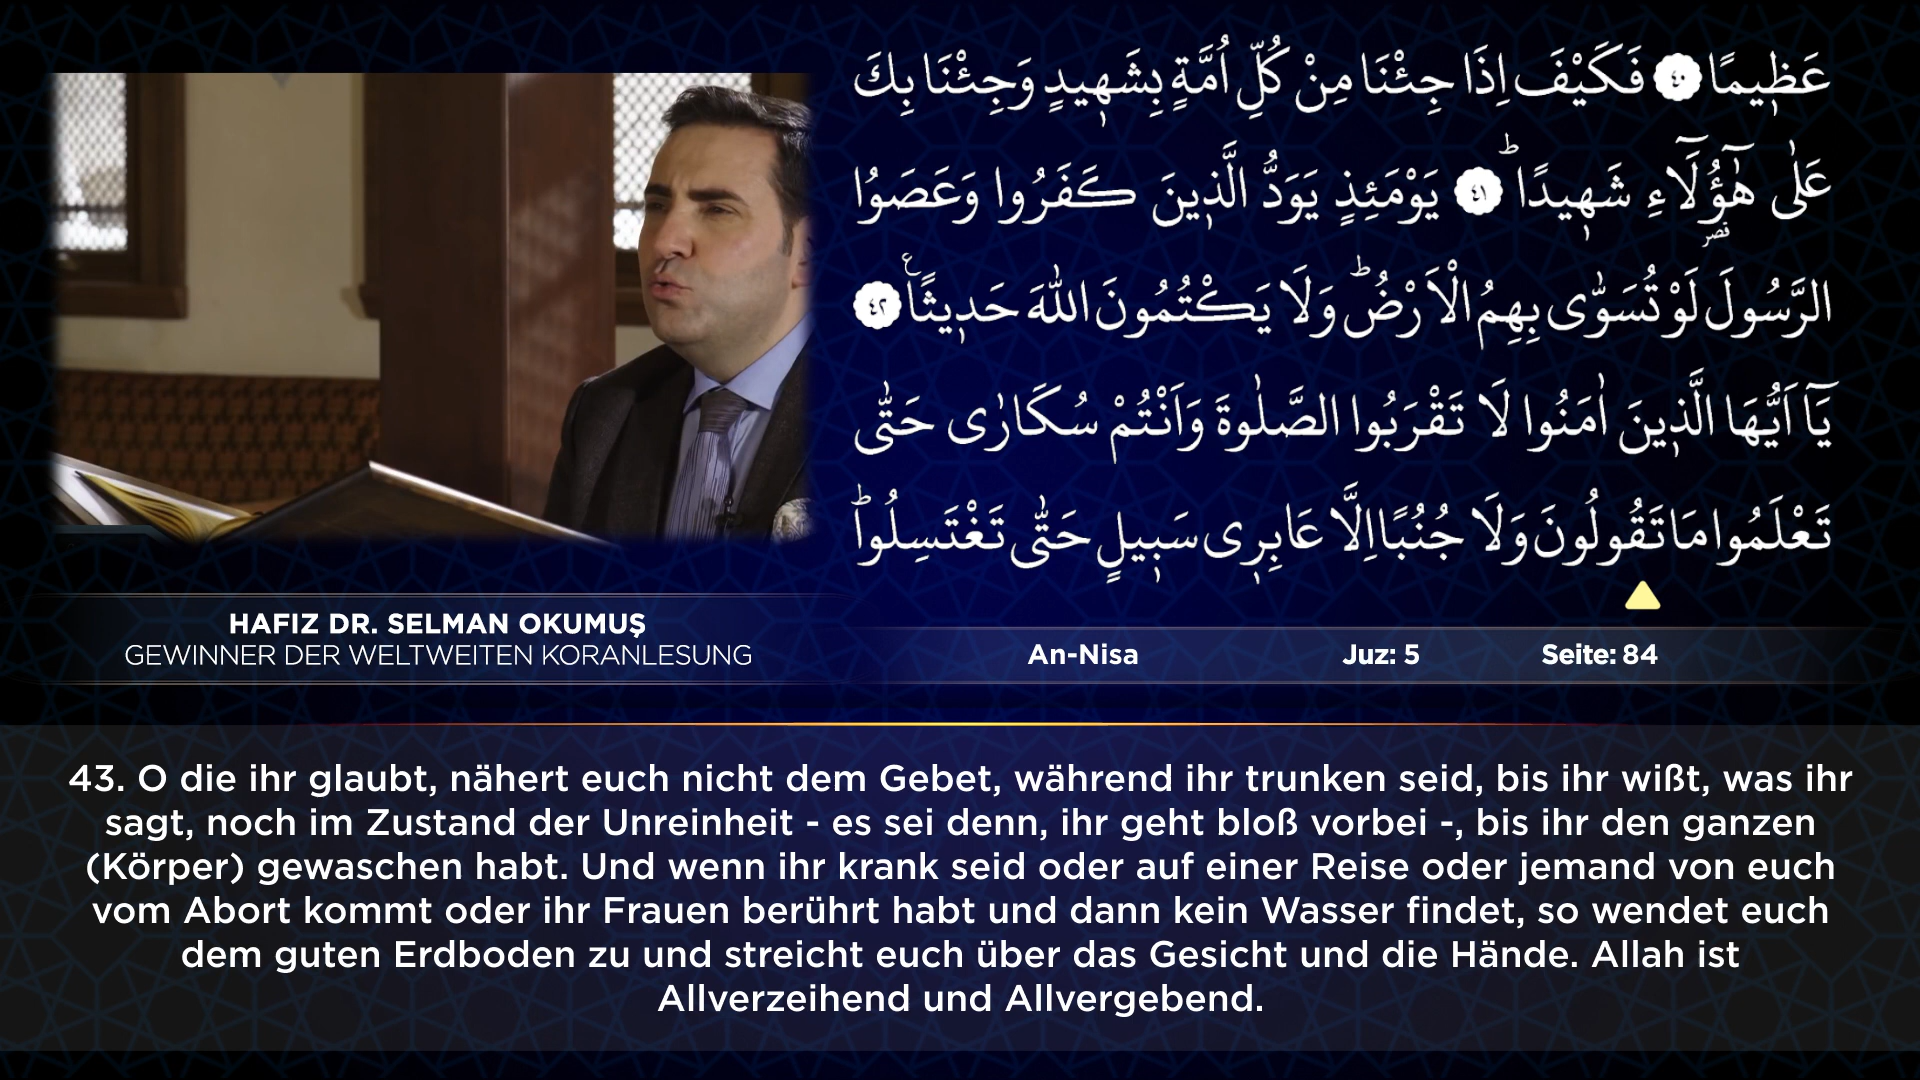 عَظ۪يمًا ﴿٤٠﴾ فَكَيْفَ اِذَا جِئْنَا مِنْ كُلِّ اُمَّةٍ بِشَه۪يدٍ وَجِئْنَا بِكَ
عَلٰى هٰٓؤُ۬لَٓاءِ شَه۪يدًاۜ ﴿٤١﴾ يَوْمَئِذٍ يَوَدُّ الَّذ۪ينَ كَفَرُوا وَعَصَوُا
الرَّسُولَ لَوْ تُسَوّٰى بِهِمُ الْاَرْضُۜ وَلَا يَكْتُمُونَ اللّٰهَ حَد۪يثًا۟ ﴿٤٢﴾
يَٓا اَيُّهَا الَّذ۪ينَ اٰمَنُوا لَا تَقْرَبُوا الصَّلٰوةَ وَاَنْتُمْ سُكَارٰى حَتّٰى
تَعْلَمُوا مَا تَقُولُونَ وَلَا جُنُبًا اِلَّا عَابِر۪ى سَب۪يلٍ حَتّٰى تَغْتَسِلُواۜ
HAFIZ DR. SELMAN OKUMUŞ
GEWINNER DER WELTWEITEN KORANLESUNG
An-Nisa Juz: 5 Seite: 84
43. O die ihr glaubt, nähert euch nicht dem Gebet, während ihr trunken seid, bis ihr wißt, was ihr
sagt, noch im Zustand der Unreinheit - es sei denn, ihr geht bloß vorbei -, bis ihr den ganzen
(Körper) gewaschen habt. Und wenn ihr krank seid oder auf einer Reise oder jemand von euch
vom Abort kommt oder ihr Frauen berührt habt und dann kein Wasser findet, so wendet euch
dem guten Erdboden zu und streicht euch über das Gesicht und die Hände. Allah ist
Allverzeihend und Allvergebend.